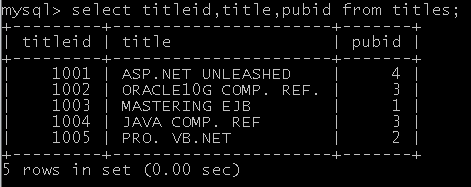 mysql> select titleid,title,pubid from titles;
+---------+----------------------+-------+
| titleid | title                | pubid |
+---------+----------------------+-------+
|    1001 | ASP.NET UNLEASHED    |     4 |
|    1002 | ORACLE10G COMP. REF. |     3 |
|    1003 | MASTERING EJB        |     1 |
|    1004 | JAVA COMP. REF       |     3 |
|    1005 | PRO. VB.NET          |     2 |
+---------+----------------------+-------+
5 rows in set (0.00 sec)